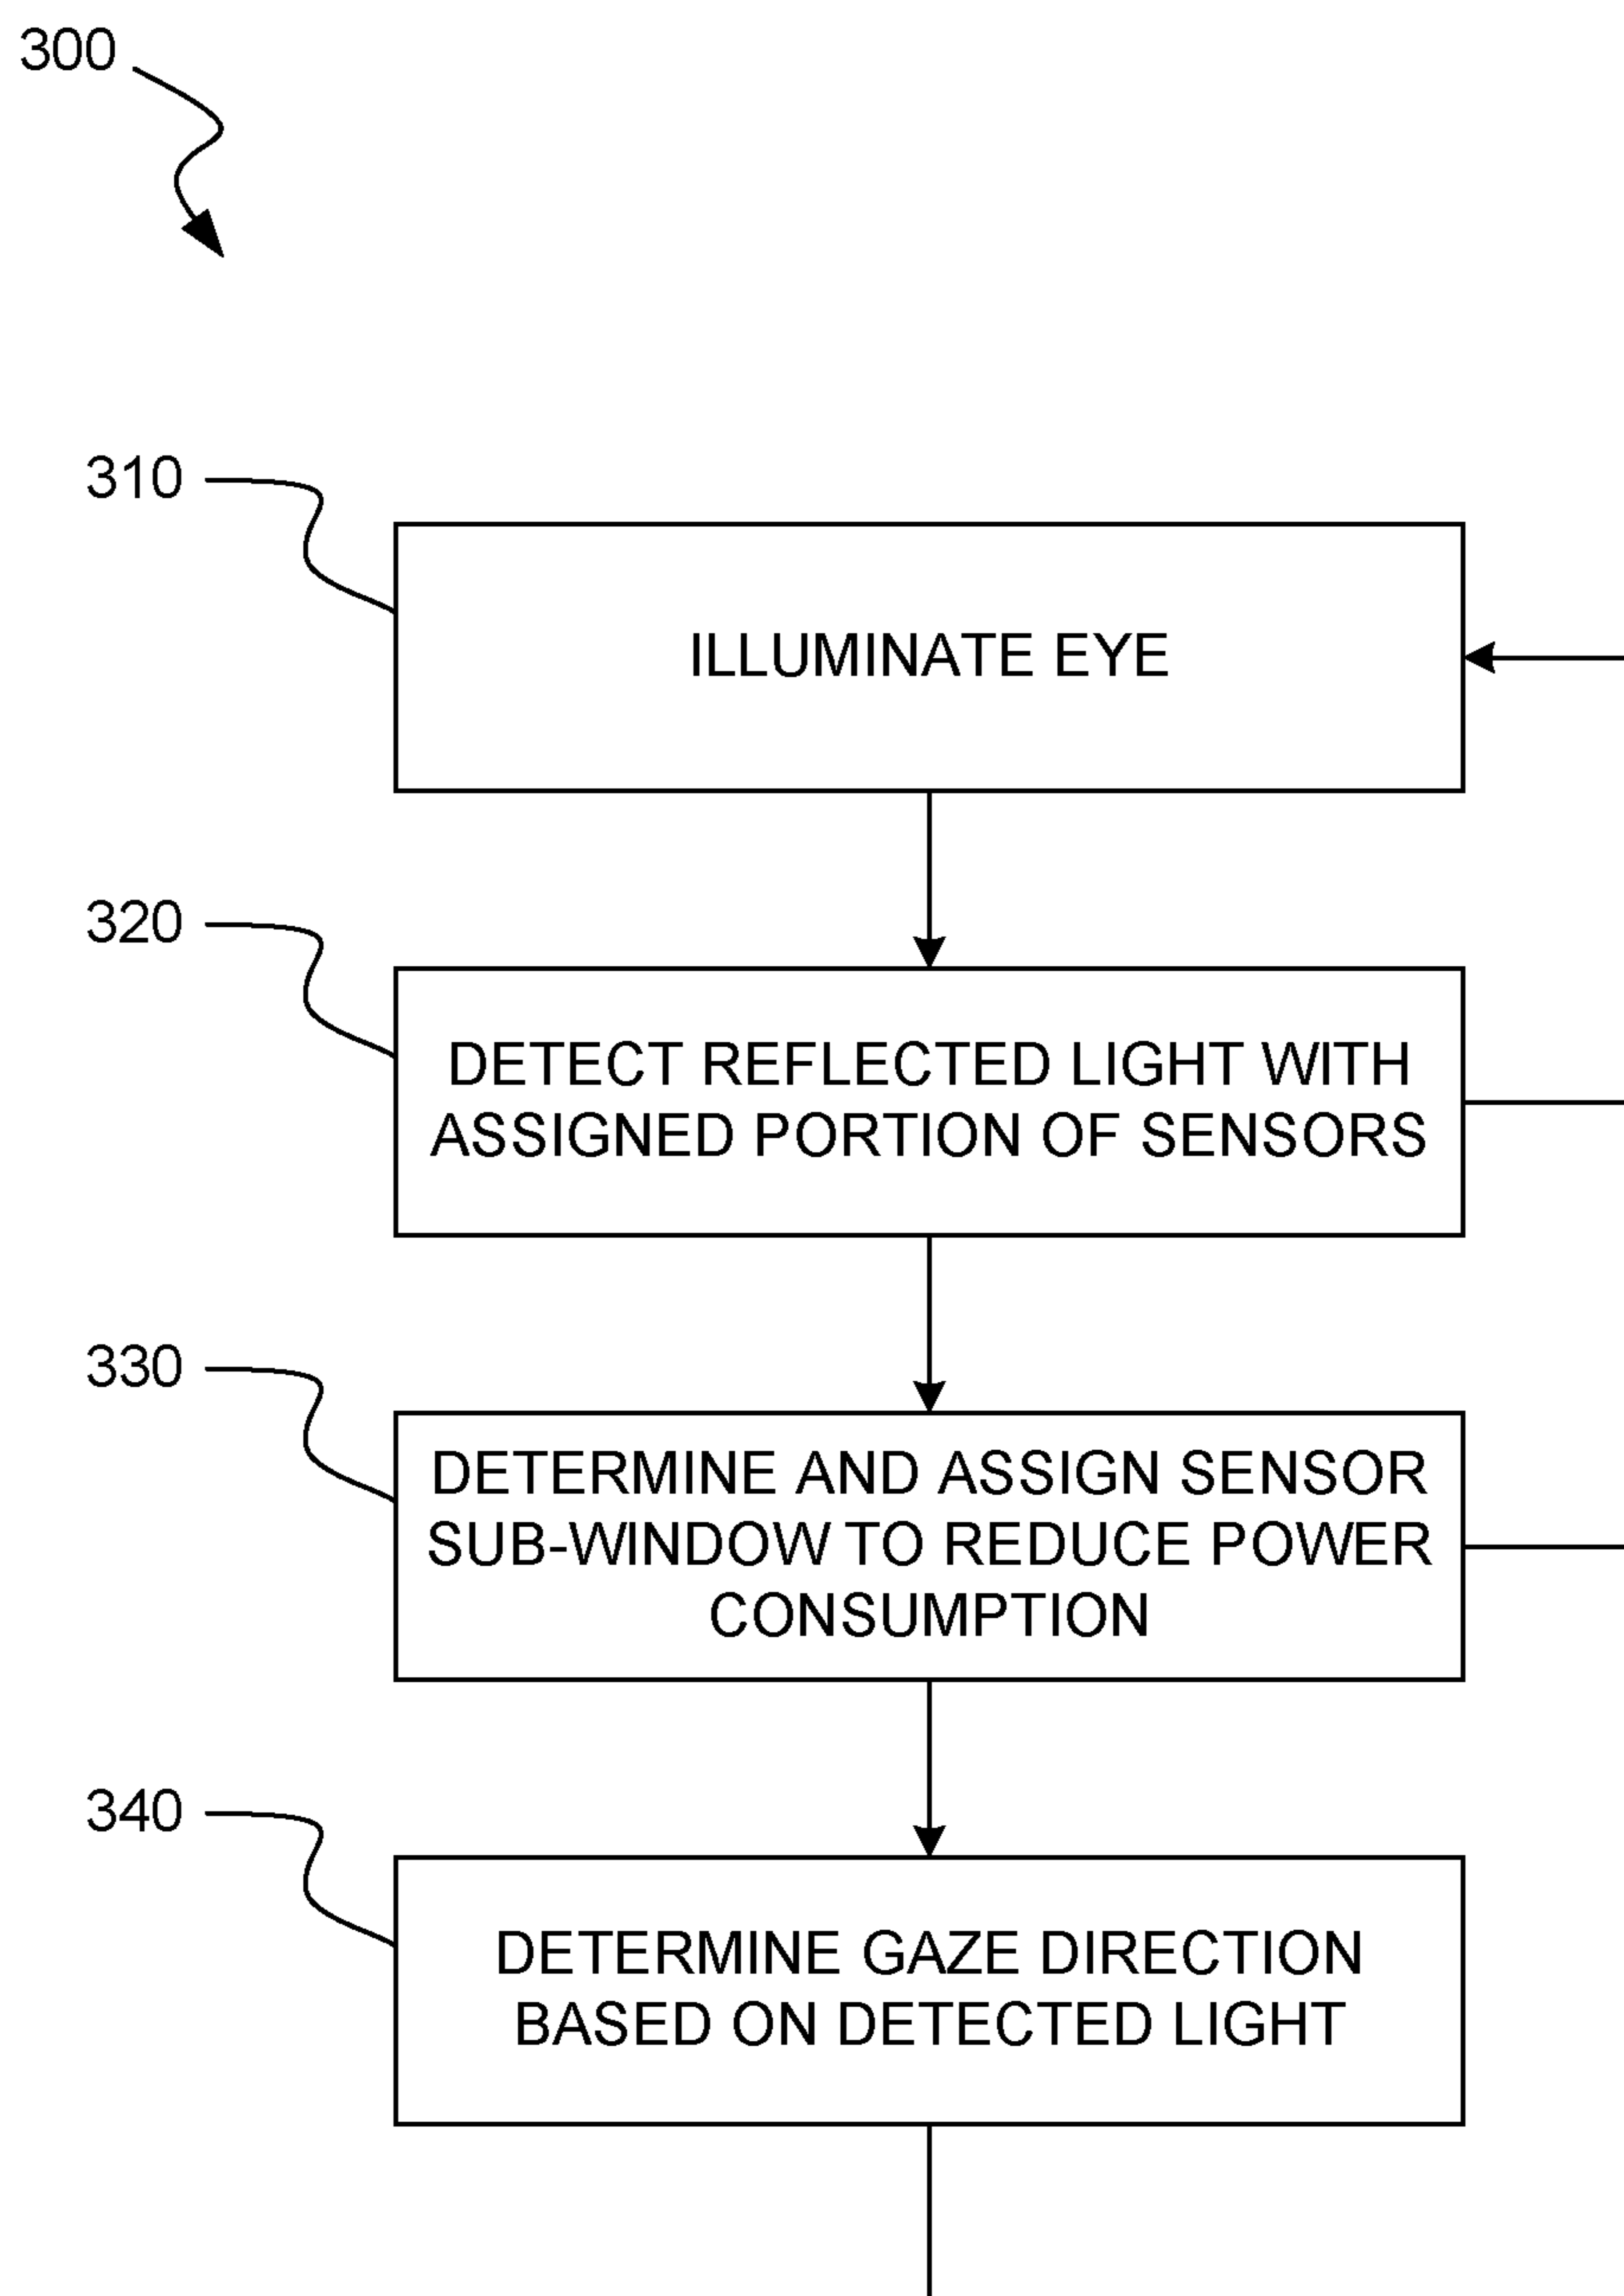 300
310
ILLUMINATE EYE
320
DETECT REFLECTED LIGHT WITH
ASSIGNED PORTION OF SENSORS
330
DETERMINE AND ASSIGN SENSOR
SUB-WINDOW TO REDUCE POWER
CONSUMPTION
340
DETERMINE GAZE DIRECTION
BASED ON DETECTED LIGHT